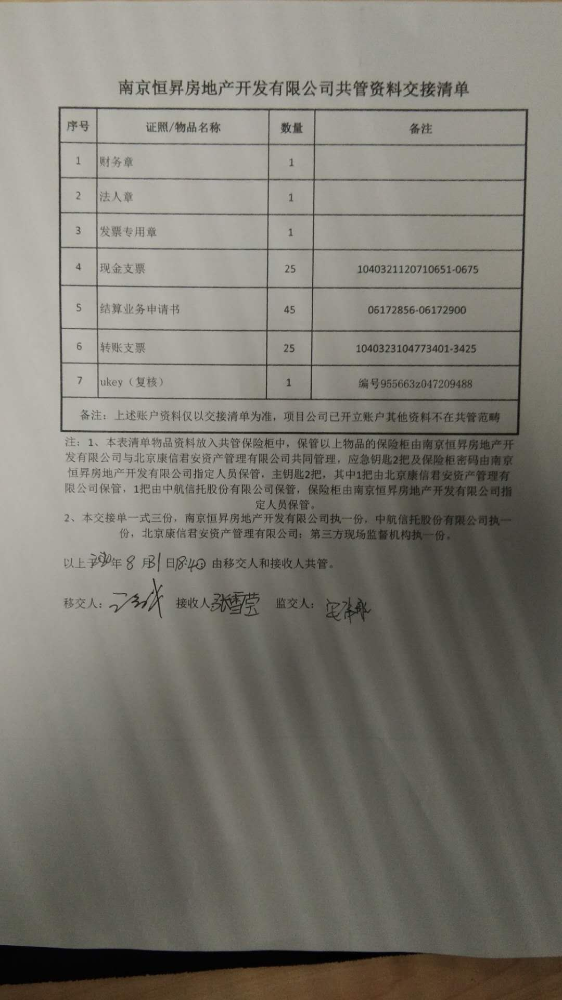 南京恒昇房地产开发有限公司共管资料交接清单
序号 证照/物品名称 数量 备注
1 财务章 1
2 法人章 1
3 发票专用章 1
4 现金支票 25 1040321120710651-0675
5 结算业务申请书 45 06172856-06172900
6 转账支票 25 1040323104773401-3425
7 ukey（复核） 1 编号955663z047209488
备注：上述账户资料仅以交接清单为准，项目公司已开立账户其他资料不在共管范畴
注：1、本表清单物品资料放入共管保险柜中，保管以上物品的保险柜由南京恒昇房地产开
发有限公司与北京康信君安资产管理有限公司共同管理，应急钥匙2把及保险柜密码由南京
恒昇房地产开发有限公司指定人员保管，主钥匙2把，其中1把由北京康信君安资产管理有
限公司保管，1把由中航信托股份有限公司保管，保险柜由南京恒昇房地产开发有限公司指
定人员保管。
2、本交接单一式三份，南京恒昇房地产开发有限公司执一份，中航信托股份有限公司执一
份，北京康信君安资产管理有限公司：第三方现场监督机构执一份。
以上于2020年8月31日18:40 由移交人和接收人共管。
移交人： 接收人：张雪莹 监交人：